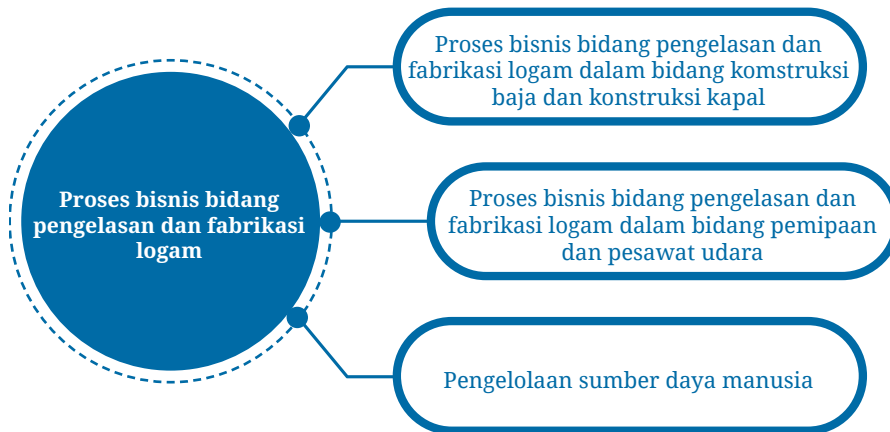 Proses bisnis bidang
pengelasan dan fabrikasi
logam
Proses bisnis bidang pengelasan dan
fabrikasi logam dalam bidang komstruksi
baja dan konstruksi kapal
Proses bisnis bidang pengelasan dan
fabrikasi logam dalam bidang pemipaan
dan pesawat udara
Pengelolaan sumber daya manusia